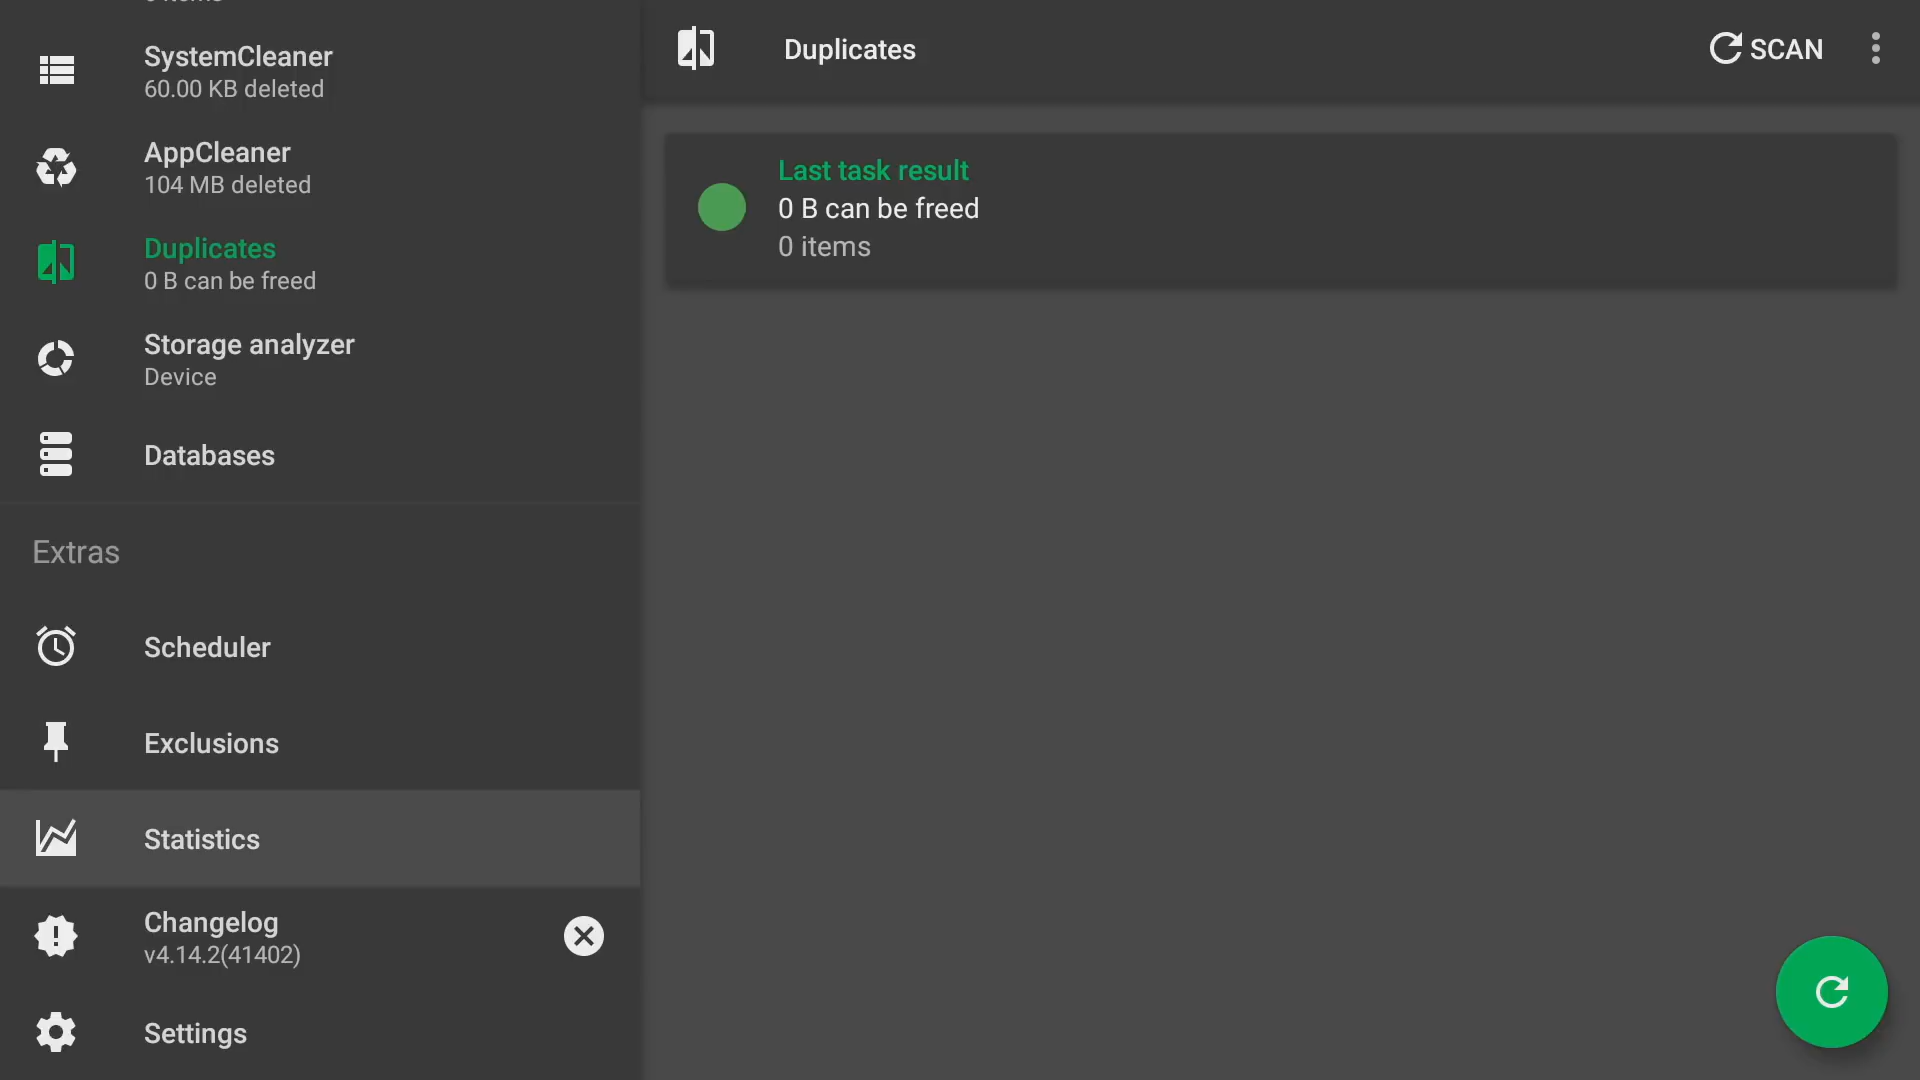 SystemCleaner
60.00 KB deleted
AppCleaner
104 MB deleted
Duplicates
0 B can be freed
Storage analyzer
Device
Databases
Extras
Scheduler
Exclusions
Statistics
Changelog
v4.14.2(41402)
Settings
Duplicates
SCAN
Last task result
0 B can be freed
0 items